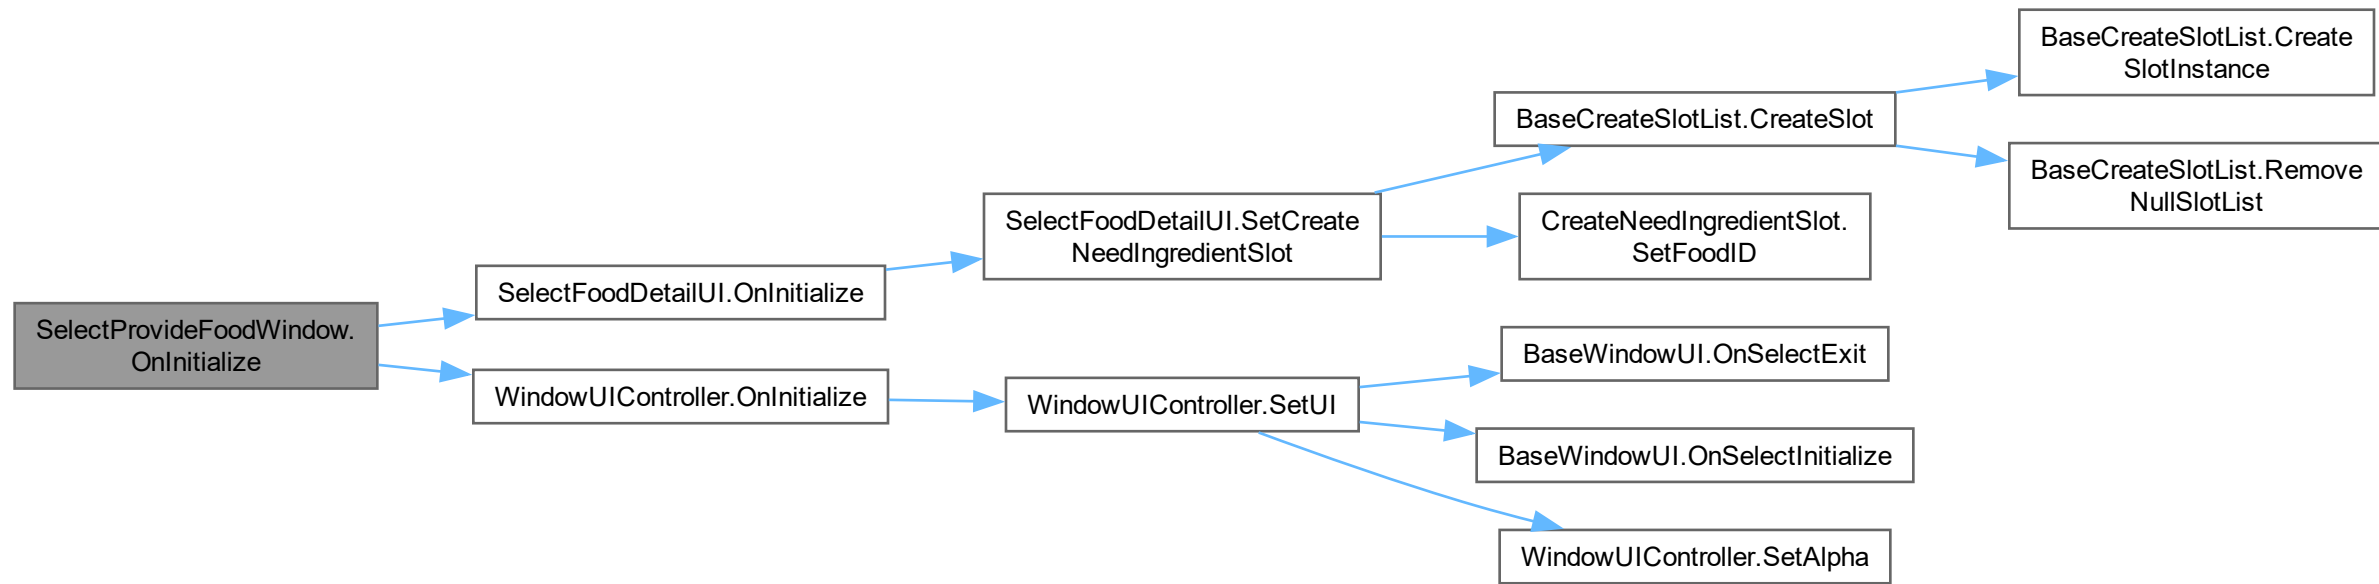 SelectProvideFoodWindow.
OnInitialize
SelectFoodDetailUI.OnInitialize
WindowUIController.OnInitialize
SelectFoodDetailUI.SetCreate
NeedIngredientSlot
WindowUIController.SetUI
BaseCreateSlotList.CreateSlot
CreateNeedIngredientSlot.
SetFoodID
BaseWindowUI.OnSelectExit
BaseWindowUI.OnSelectInitialize
WindowUIController.SetAlpha
BaseCreateSlotList.Create
SlotInstance
BaseCreateSlotList.Remove
NullSlotList